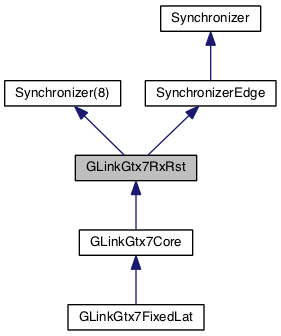 Synchronizer
Synchronizer(8)
SynchronizerEdge
GLinkGtx7RxRst
GLinkGtx7Core
GLinkGtx7FixedLat